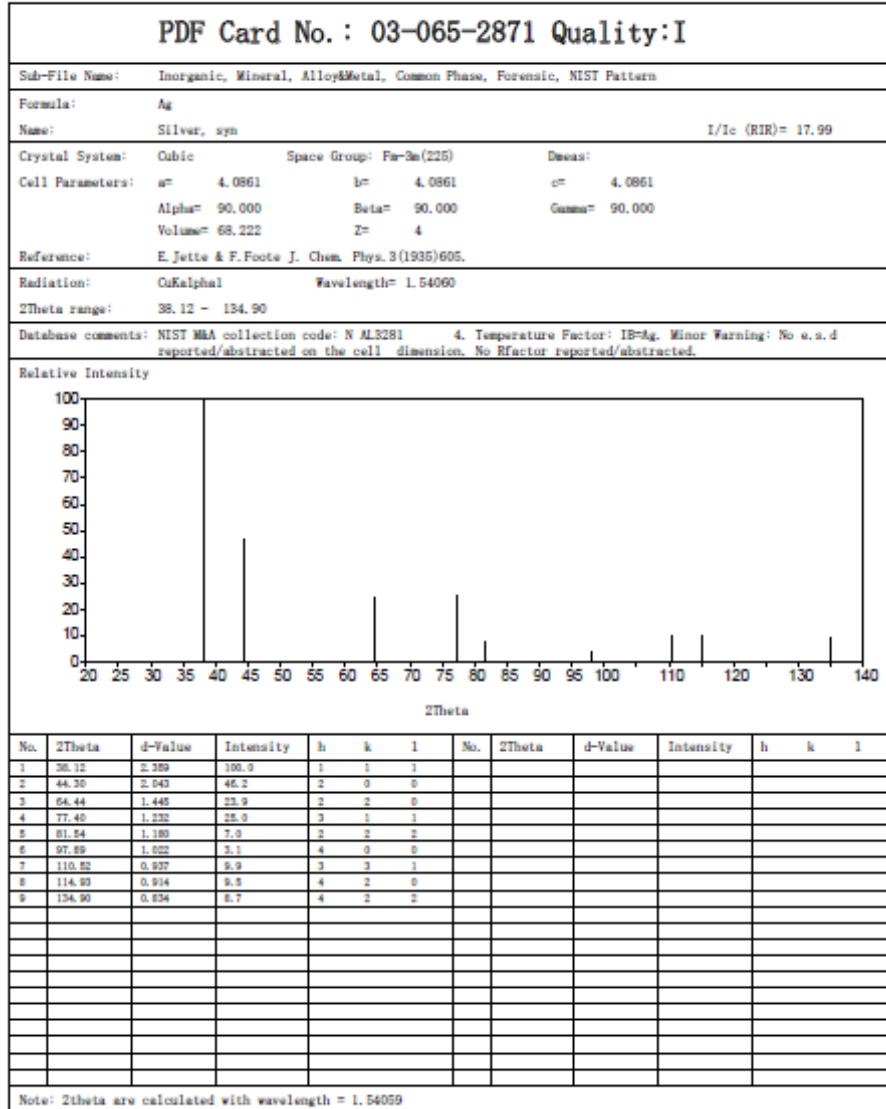 PDF Card No.: 03-065-2871 Quality:I
Sub-File Name: Inorganic, Mineral, Alloy&Metal, Common Phase, Forensic, NIST Pattern
Formula: Ag
Name: Silver, syn I/Ic (RIR)= 17.99
Crystal System: Cubic Space Group: Fm-3m(225) Dmeas:
Cell Parameters: a= 4.0861 b= 4.0861 c= 4.0861
Alpha= 90.000 Beta= 90.000 Gamma= 90.000
Volume= 68.222 Z= 4
Reference: E.Jette & F.Foote J. Chem. Phys.3(1935)605.
Radiation: CuKalpha1 Wavelength= 1.54060
2Theta range: 38.12 - 134.90
Database comments: NIST M&A collection code: N AL3281 4. Temperature Factor: IB=Ag. Minor Warning: No e.s.d
reported/abstracted on the cell dimension. No Rfactor reported/abstracted.
Relative Intensity
100
90
80
70
60
50
40
30
20
10
0
20 25 30 35 40 45 50 55 60 65 70 75 80 85 90 95 100 110 120 130 140
2Theta
No. 2Theta d-Value Intensity h k l No. 2Theta d-Value Intensity h k l
1 38.12 2.359 100.0 1 1 1
2 44.30 2.043 46.2 2 0 0
3 64.44 1.445 23.9 2 2 0
4 77.40 1.232 25.0 3 1 1
5 81.54 1.180 7.0 2 2 2
6 97.89 1.022 3.1 4 0 0
7 110.52 0.937 9.9 3 3 1
8 114.93 0.914 9.5 4 2 0
9 134.90 0.834 8.7 4 2 2
Note: 2theta are calculated with wavelength = 1.54059